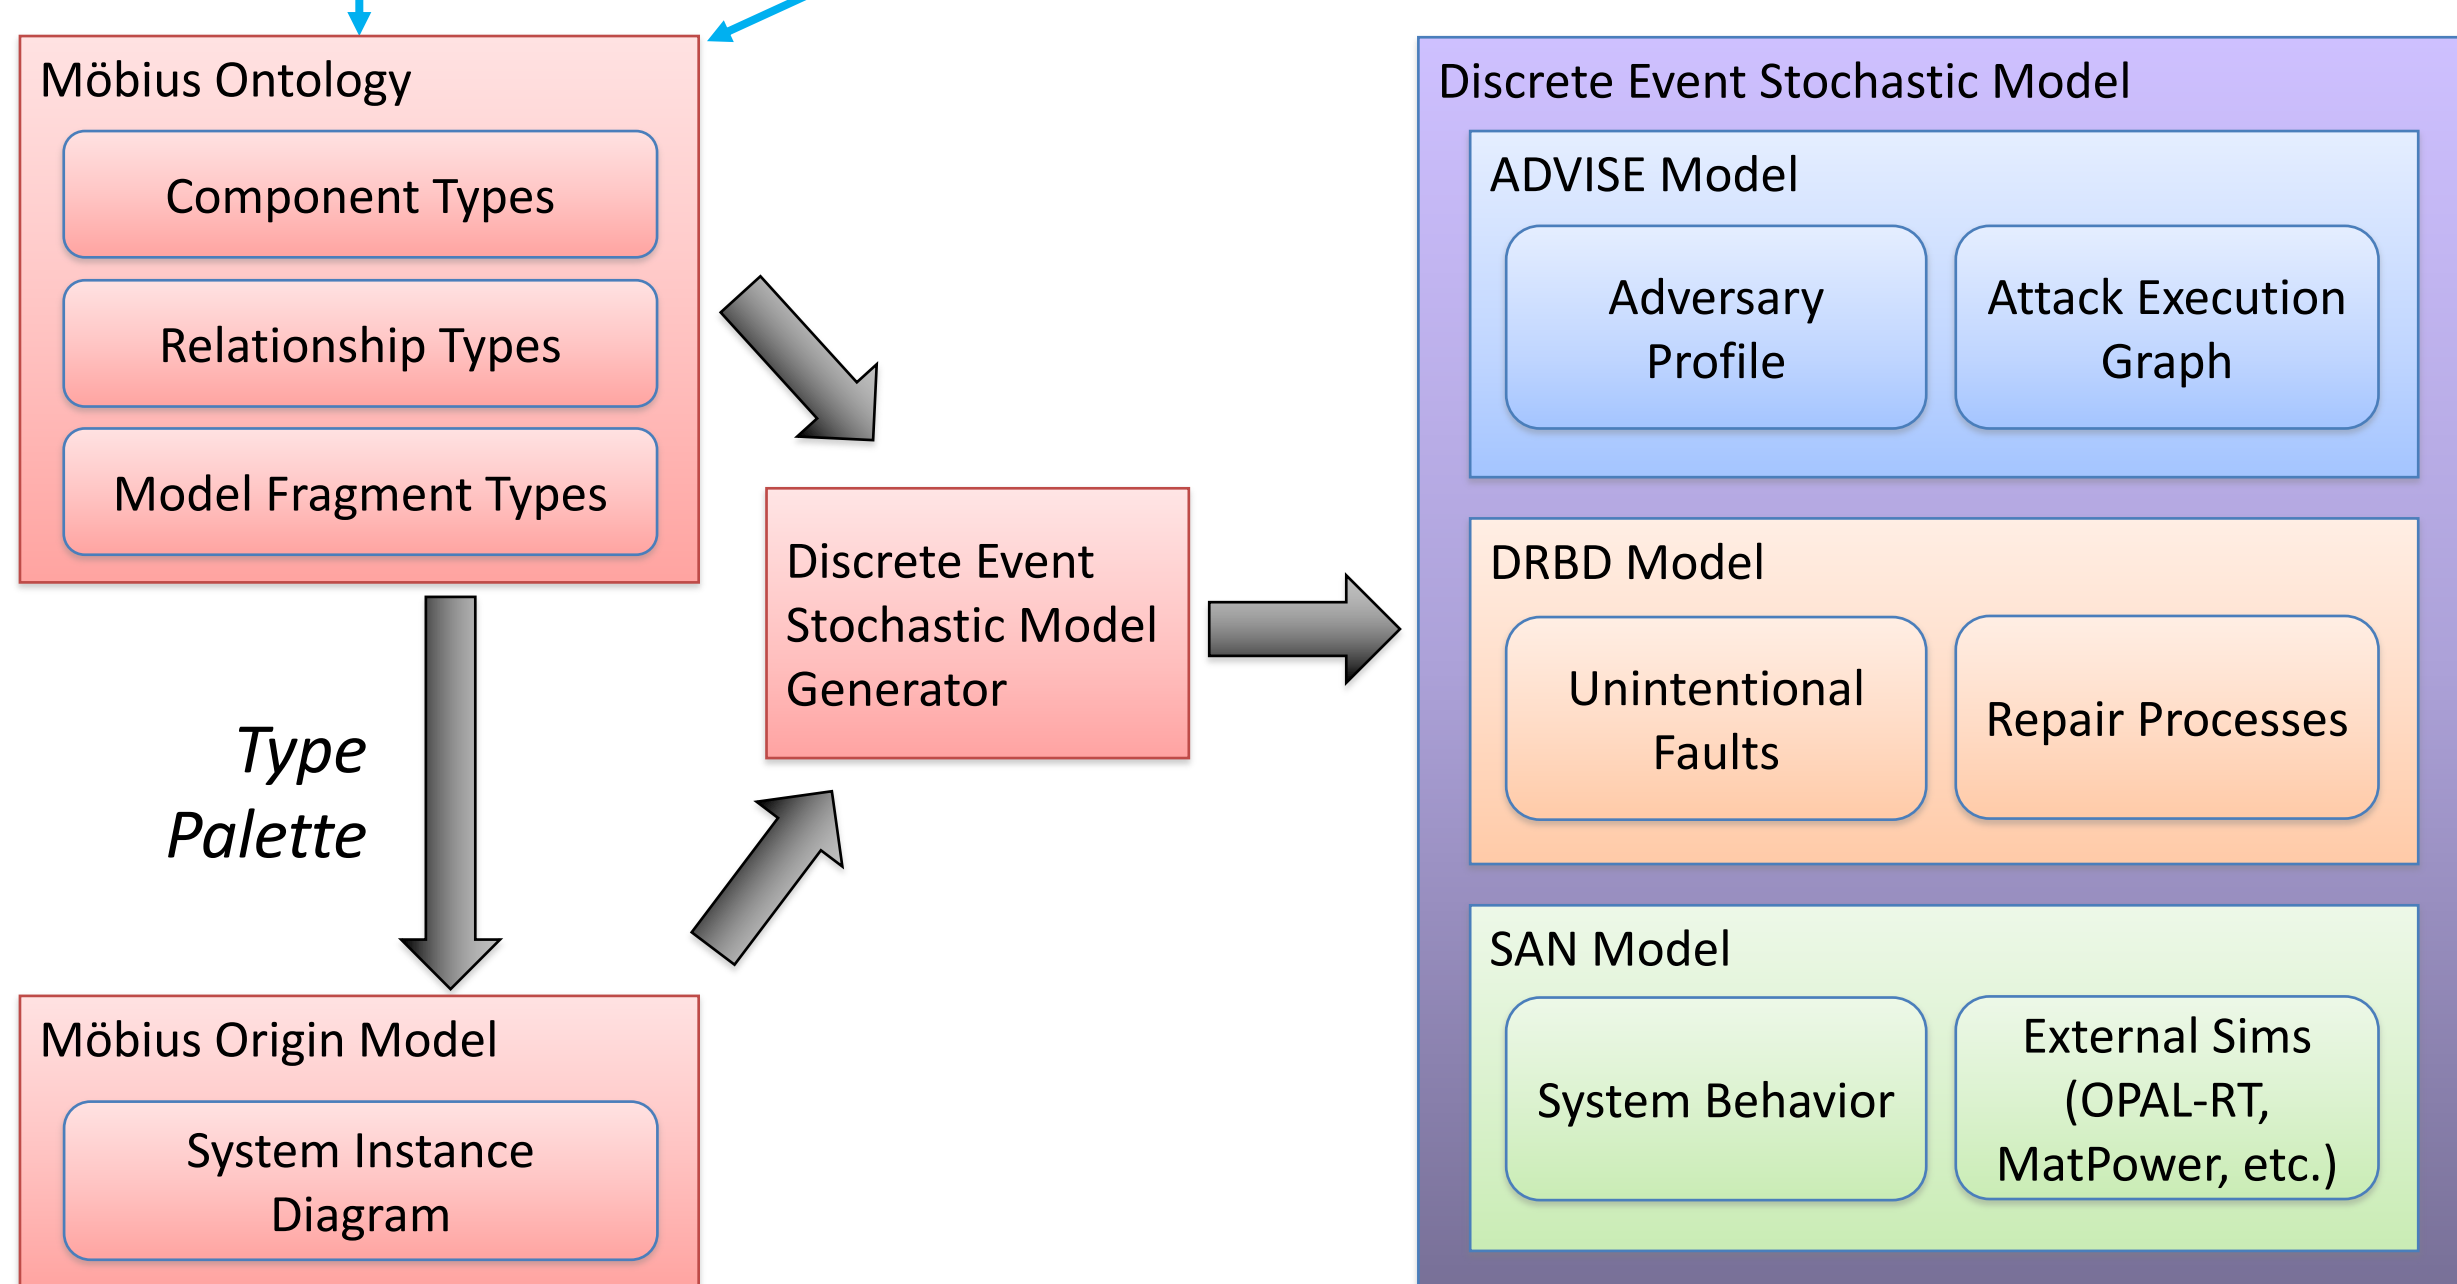 Möbius Ontology
Component Types
Relationship Types
Model Fragment Types
Type
Palette
Möbius Origin Model
System Instance
Diagram
Discrete Event
Stochastic Model
Generator
Discrete Event Stochastic Model
ADVISE Model
Adversary
Profile
Attack Execution
Graph
DRBD Model
Unintentional
Faults
Repair Processes
SAN Model
System Behavior
External Sims
(OPAL-RT,
MatPower, etc.)